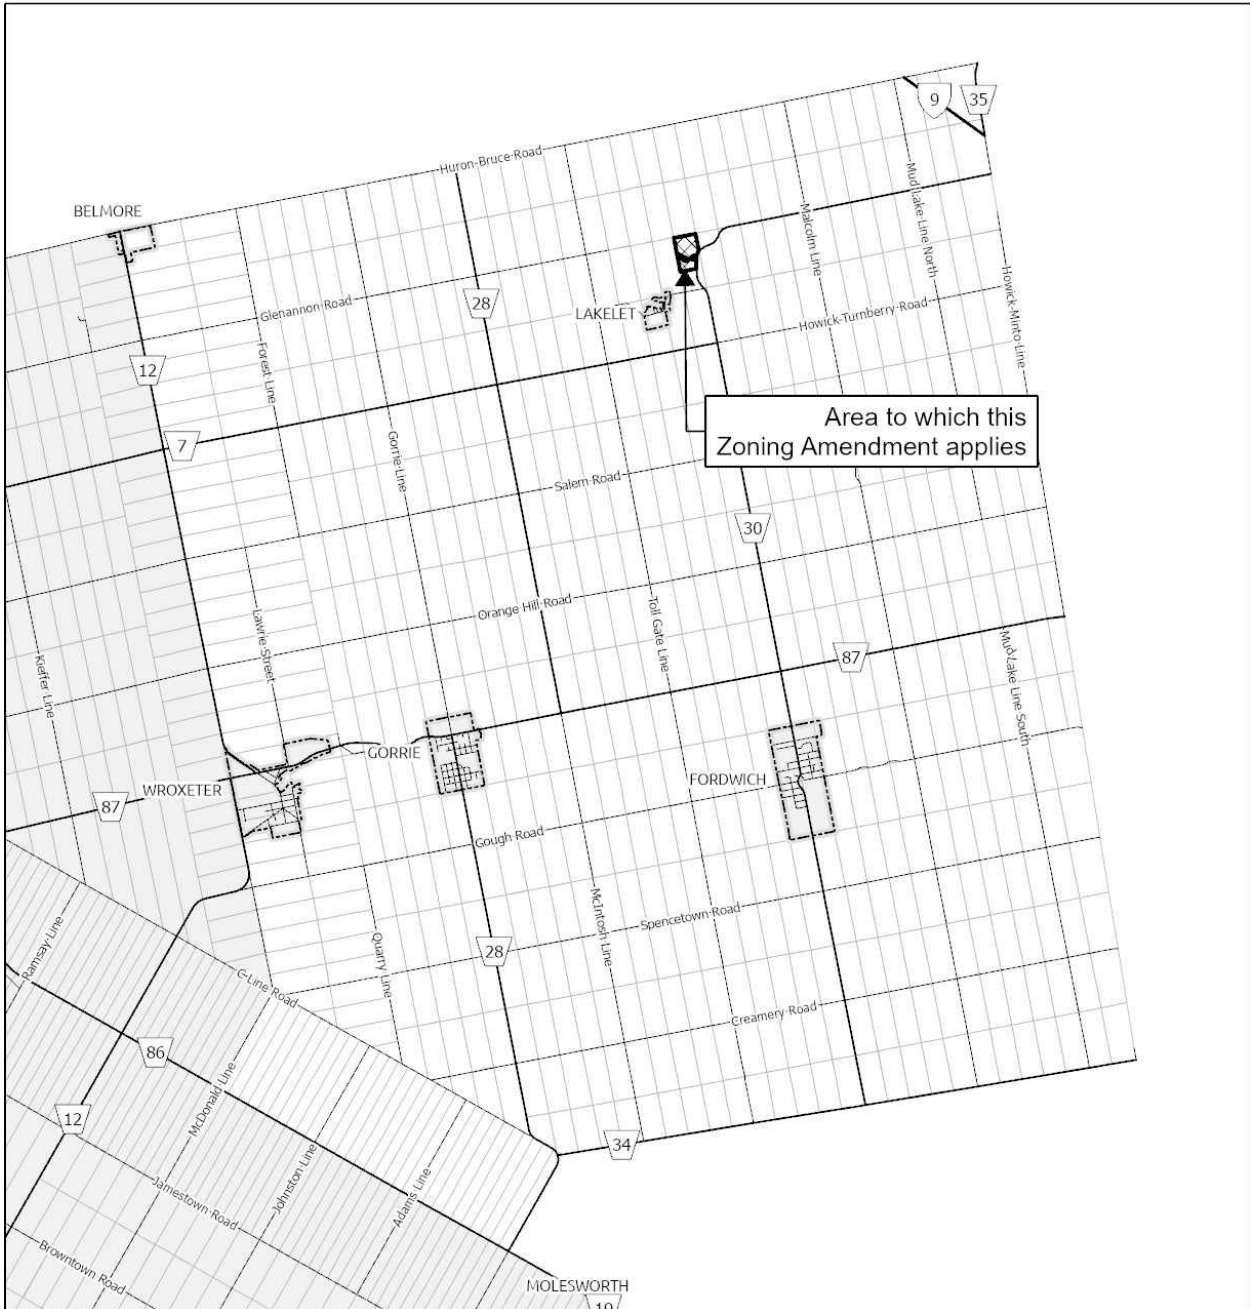 9
35
Huron-Bruce Road
BELMORE
Mud Lake Line North
Malcolm Line
Glenannon Road
28
LAKELET
Howick-Turnberry Road
Howick-Minto Line
Forest Line
12
Area to which this
Zoning Amendment applies
7
Gorrie Line
Salem Road
30
Orange Hill Road
Lawrie Street
Toll Gate Line
Kieffer Line
87
Mud Lake Line South
GORRIE
FORDWICH
WROXETER
87
Gough Road
McIntosh Line
Spencetown Road
Quarry Line
28
Ramsay Line
C-Line Road
Creamery Road
86
McDonald Line
12
34
Johnston Line
Adams Line
Jamestown Road
Browntown Road
MOLESWORTH
19